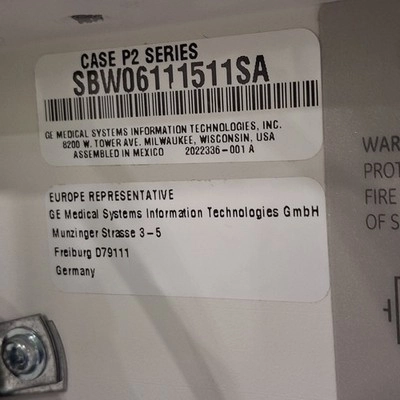 CASE P2 SERIES
SBW06111511SA
GE MEDICAL SYSTEMS INFORMATION TECHNOLOGIES, INC.
8200 W. TOWER AVE. MILWAUKEE, WISCONSIN, USA
ASSEMBLED IN MEXICO 2022336-001 A
EUROPE REPRESENTATIVE
GE Medical Systems Information Technologies GmbH
Munzinger Strasse 3-5
Freiburg D79111
Germany
WAR
PROT
FIRE
OF S